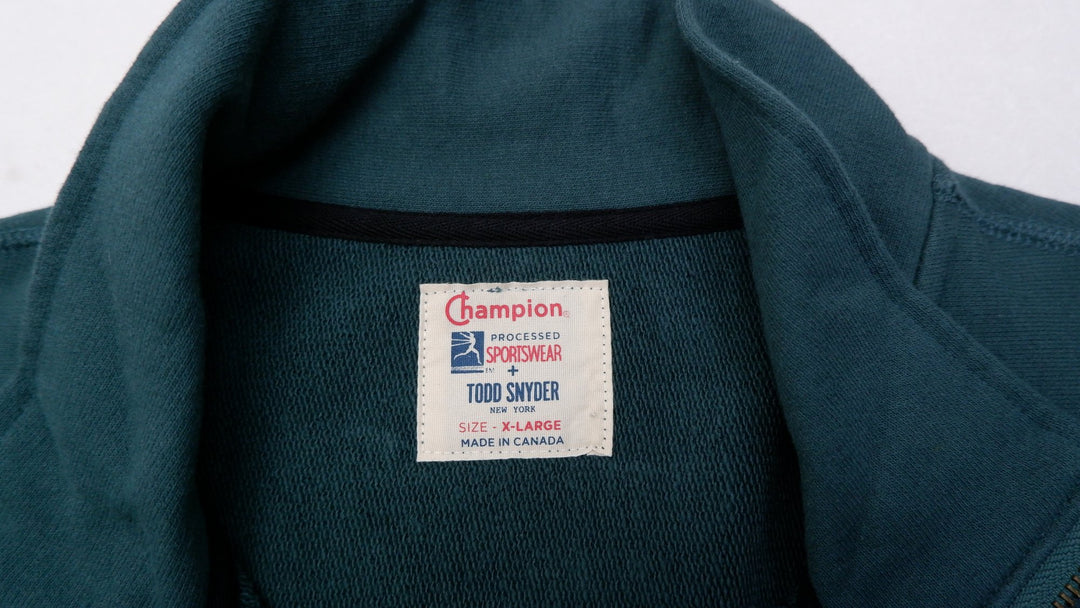 Champion®
PROCESSED
SPORTSWEAR
+
TODD SNYDER
NEW YORK
SIZE - X-LARGE
MADE IN CANADA